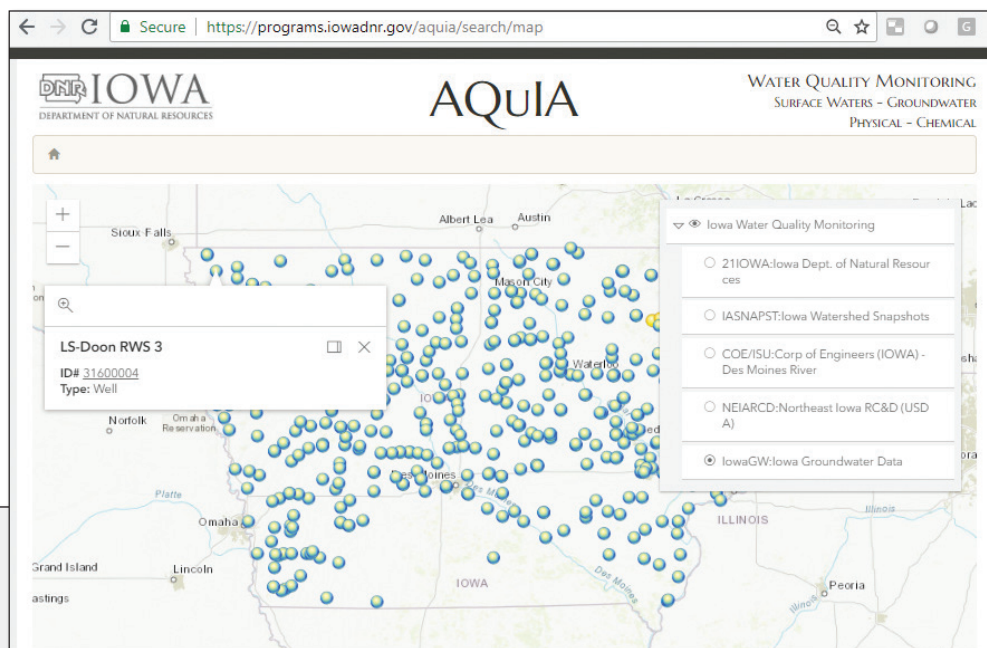 Secure | https://programs.iowadnr.gov/aquia/search/map
G
DNR IOWA
DEPARTMENT OF NATURAL RESOURCES
AQuIA
WATER QUALITY MONITORING
SURFACE WATERS - GROUNDWATER
PHYSICAL - CHEMICAL
+
−
Sioux Falls
Albert Lea
Austin
Mason City
Iowa Water Quality Monitoring
21IOWA:Iowa Dept. of Natural Resour
ces
IASNAPST:Iowa Watershed Snapshots
COE/ISU:Corp of Engineers (IOWA) -
Des Moines River
NEIARCD:Northeast Iowa RC&D (USD
A)
IowaGW:Iowa Groundwater Data
LS-Doon RWS 3
ID# 31600004
Type: Well
Waterloo
Norfolk
Omaha
Reservation
Des Moines
Des Moines
Platte
Omaha
ILLINOIS
Illinois
Grand Island
Lincoln
IOWA
Des Moines
Peoria
Illinois
astings